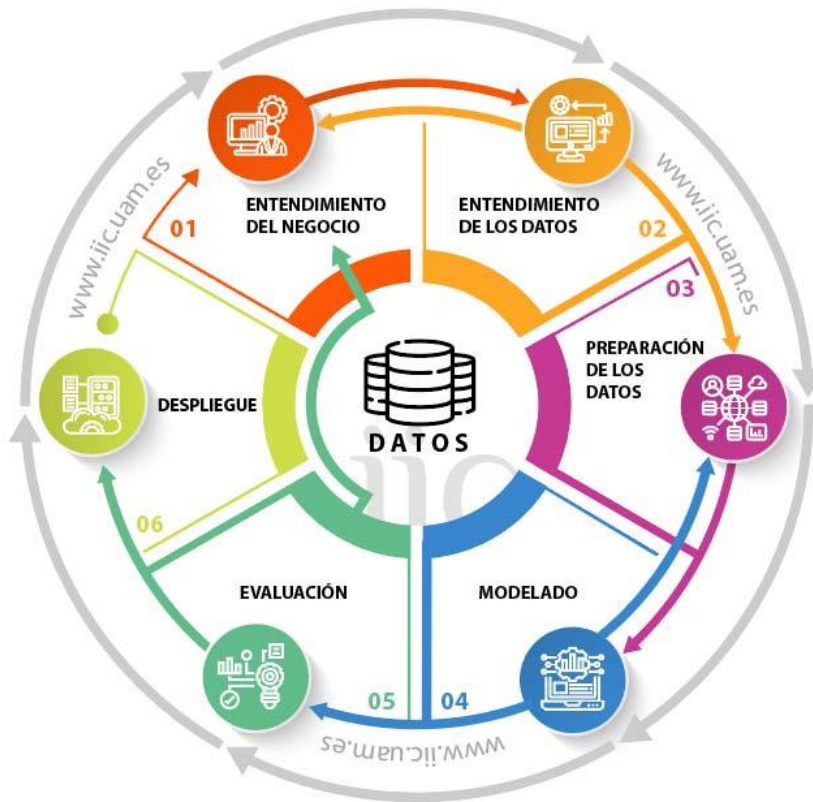 01
ENTENDIMIENTO
DEL NEGOCIO
ENTENDIMIENTO
DE LOS DATOS
02
03
PREPARACIÓN
DE LOS
DATOS
MODELADO
04
05
EVALUACIÓN
06
DESPLIEGUE
DATOS
iic
www.iic.uam.es
www.iic.uam.es
www.iic.uam.es